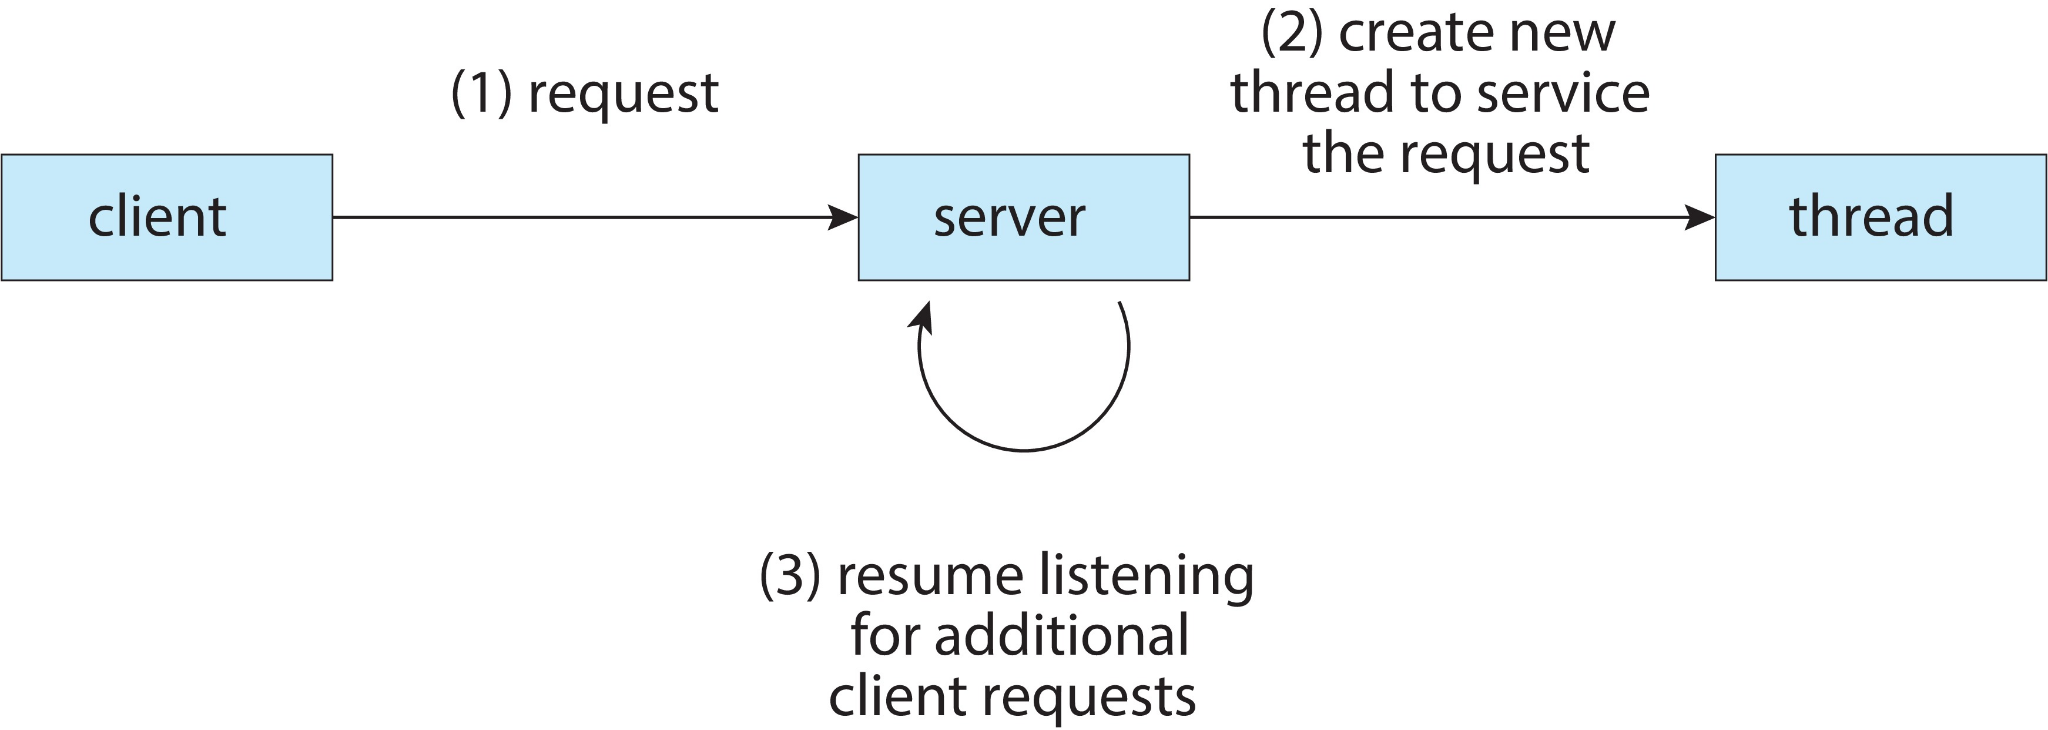 (1) request
(2) create new
thread to service
the request
client
server
thread
(3) resume listening
for additional
client requests